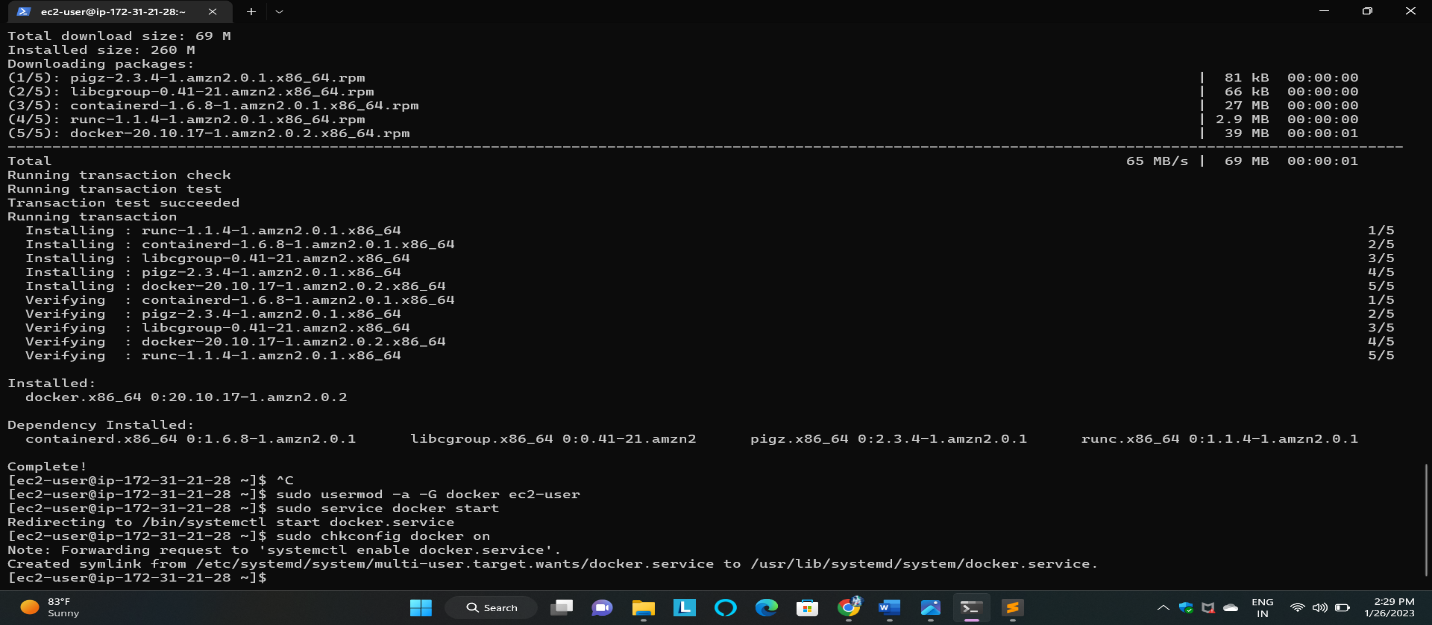 ec2-user@ip-172-31-21-28:~
Total download size: 69 M
Installed size: 260 M
Downloading packages:
(1/5): pigz-2.3.4-1.amzn2.0.1.x86_64.rpm | 81 kB 00:00:00
(2/5): libcgroup-0.41-21.amzn2.x86_64.rpm | 66 kB 00:00:00
(3/5): containerd-1.6.8-1.amzn2.0.1.x86_64.rpm | 27 MB 00:00:00
(4/5): runc-1.1.4-1.amzn2.0.1.x86_64.rpm | 2.9 MB 00:00:00
(5/5): docker-20.10.17-1.amzn2.0.2.x86_64.rpm | 39 MB 00:00:01
Total 65 MB/s | 69 MB 00:00:01
Running transaction check
Running transaction test
Transaction test succeeded
Running transaction
Installing : runc-1.1.4-1.amzn2.0.1.x86_64 1/5
Installing : containerd-1.6.8-1.amzn2.0.1.x86_64 2/5
Installing : libcgroup-0.41-21.amzn2.x86_64 3/5
Installing : pigz-2.3.4-1.amzn2.0.1.x86_64 4/5
Installing : docker-20.10.17-1.amzn2.0.2.x86_64 5/5
Verifying : containerd-1.6.8-1.amzn2.0.1.x86_64 1/5
Verifying : pigz-2.3.4-1.amzn2.0.1.x86_64 2/5
Verifying : libcgroup-0.41-21.amzn2.x86_64 3/5
Verifying : docker-20.10.17-1.amzn2.0.2.x86_64 4/5
Verifying : runc-1.1.4-1.amzn2.0.1.x86_64 5/5
Installed:
docker.x86_64 0:20.10.17-1.amzn2.0.2
Dependency Installed:
containerd.x86_64 0:1.6.8-1.amzn2.0.1 libcgroup.x86_64 0:0.41-21.amzn2 pigz.x86_64 0:2.3.4-1.amzn2.0.1 runc.x86_64 0:1.1.4-1.amzn2.0.1
Complete!
[ec2-user@ip-172-31-21-28 ~]$ ^C
[ec2-user@ip-172-31-21-28 ~]$ sudo usermod -a -G docker ec2-user
[ec2-user@ip-172-31-21-28 ~]$ sudo service docker start
Redirecting to /bin/systemctl start docker.service
[ec2-user@ip-172-31-21-28 ~]$ sudo chkconfig docker on
Note: Forwarding request to 'systemctl enable docker.service'.
Created symlink from /etc/systemd/system/multi-user.target.wants/docker.service to /usr/lib/systemd/system/docker.service.
[ec2-user@ip-172-31-21-28 ~]$
83°F
Sunny
Search
ENG
IN
2:29 PM
1/26/2023